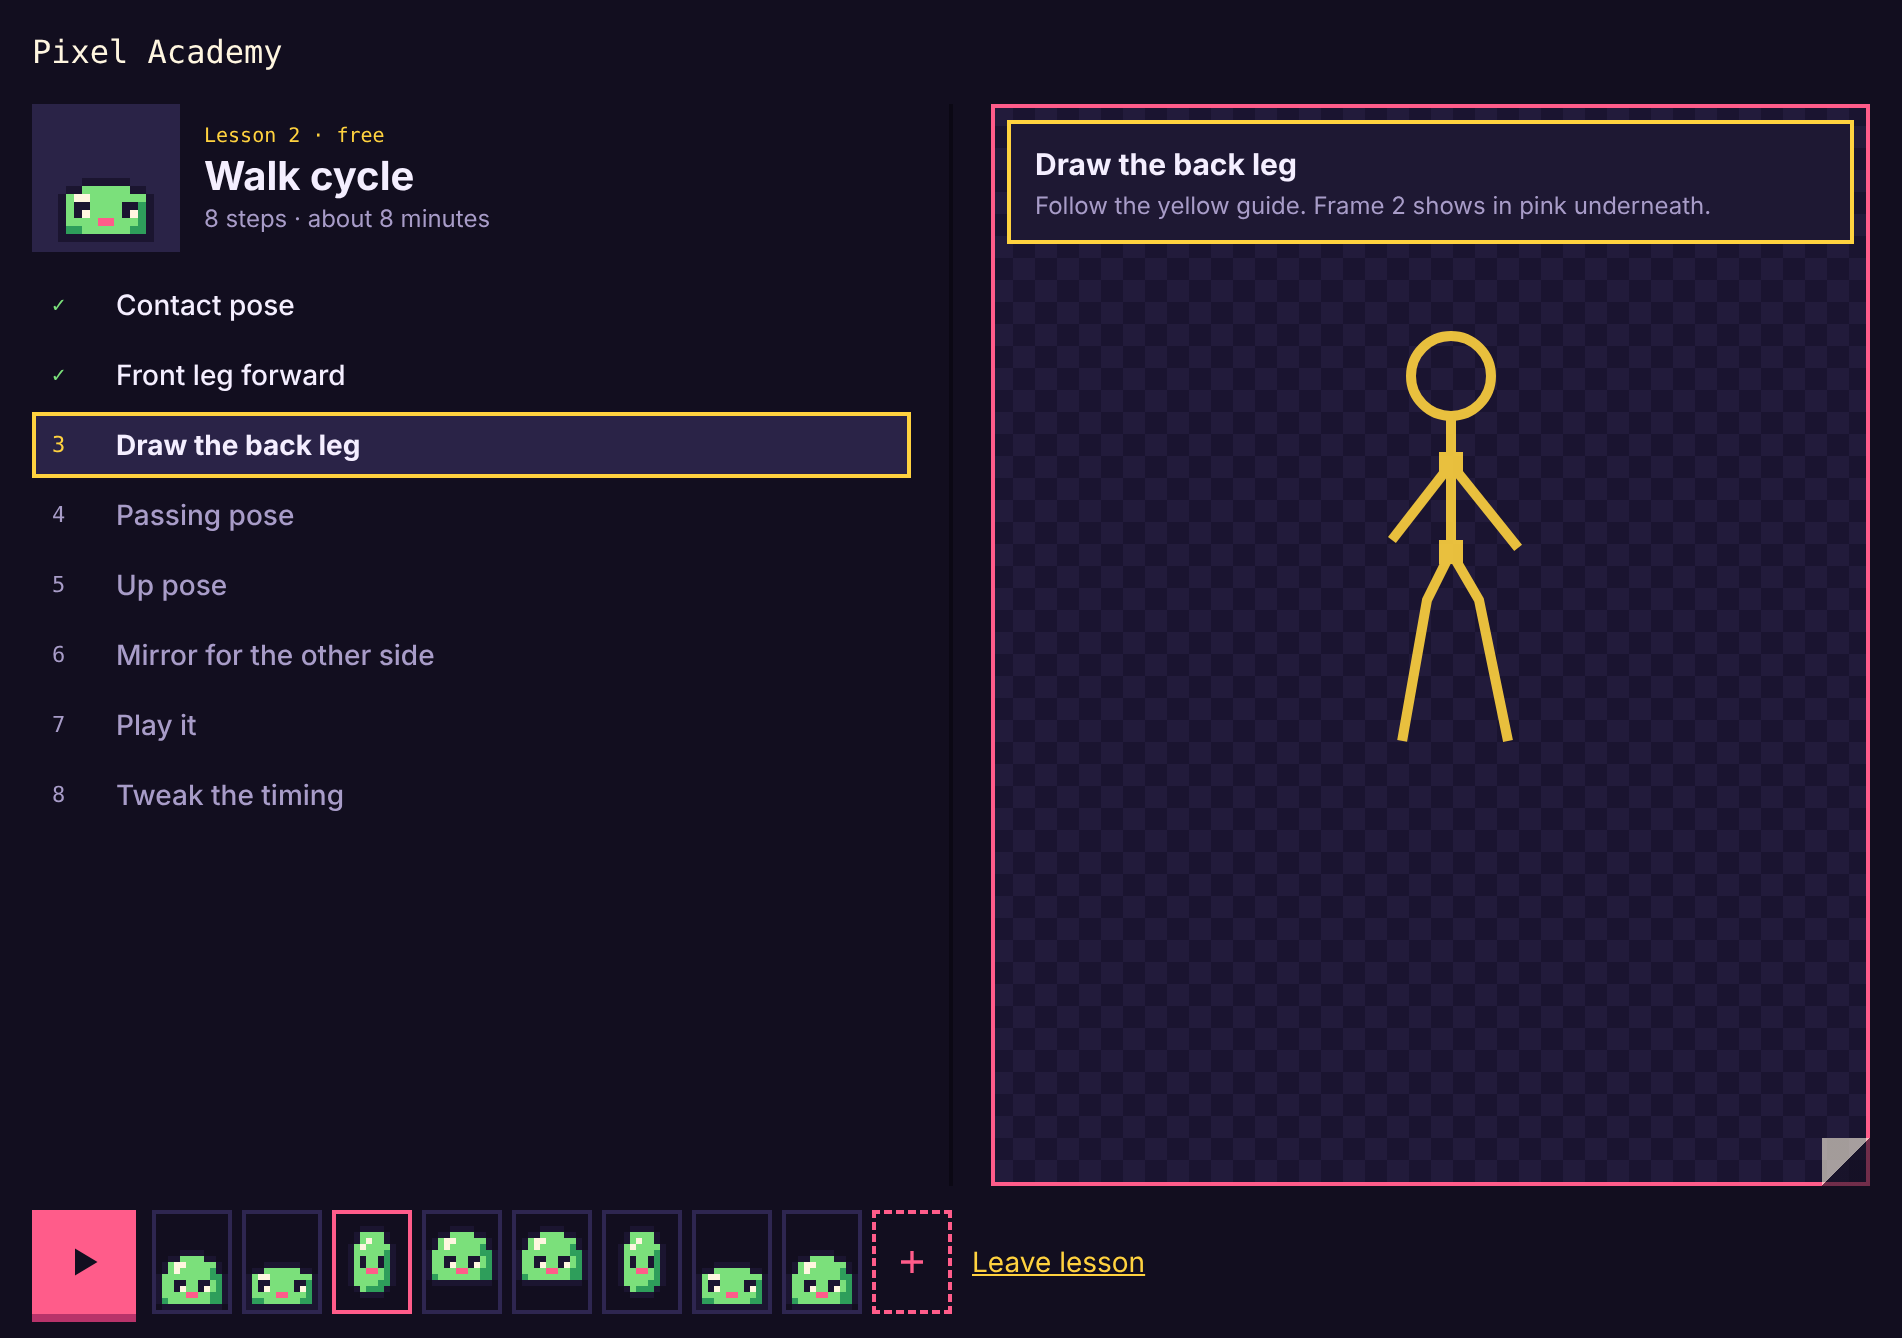 Pixel Academy
Lesson 2 · free
Walk cycle
8 steps · about 8 minutes
✓ Contact pose
✓ Front leg forward
3 Draw the back leg
4 Passing pose
5 Up pose
6 Mirror for the other side
7 Play it
8 Tweak the timing
Draw the back leg
Follow the yellow guide. Frame 2 shows in pink underneath.
+
Leave lesson